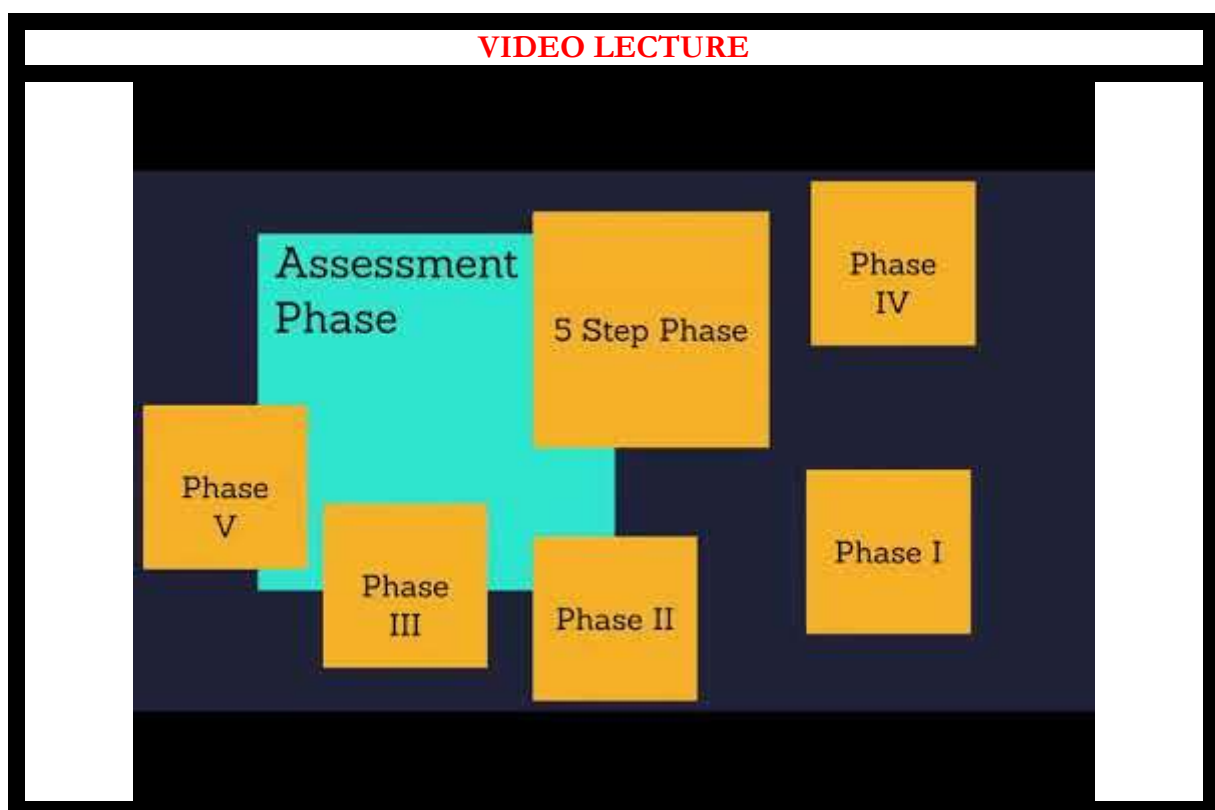 VIDEO LECTURE
Assessment
Phase
5 Step Phase
Phase
IV
Phase
V
Phase
III
Phase II
Phase I